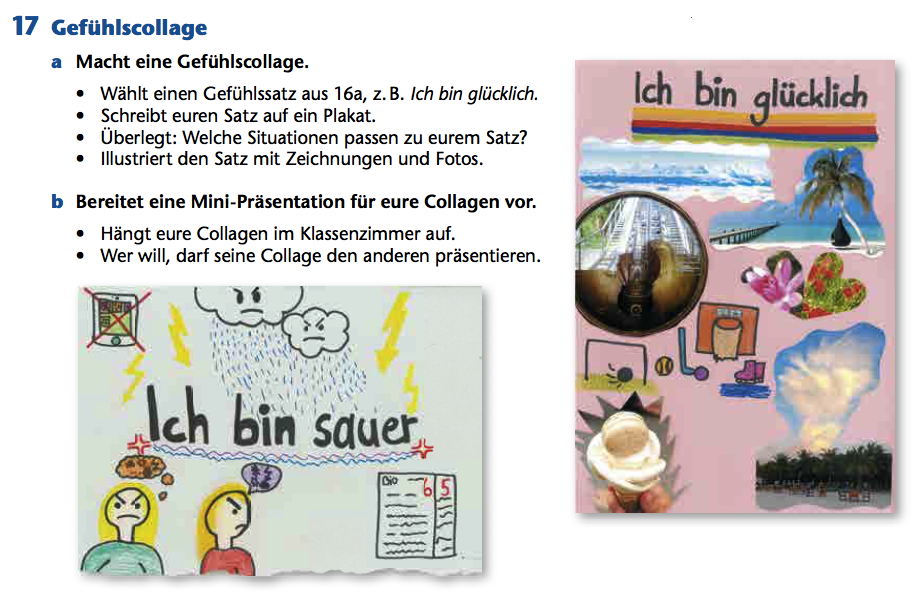 17 Gefühlscollage
a Macht eine Gefühlscollage.
• Wählt einen Gefühlssatz aus 16a, z. B. Ich bin glücklich.
• Schreibt euren Satz auf ein Plakat.
• Überlegt: Welche Situationen passen zu eurem Satz?
• Illustriert den Satz mit Zeichnungen und Fotos.
b Bereitet eine Mini-Präsentation für eure Collagen vor.
• Hängt eure Collagen im Klassenzimmer auf.
• Wer will, darf seine Collage den anderen präsentieren.
Ich bin sauer
Bio 6 5
Ich bin glücklich